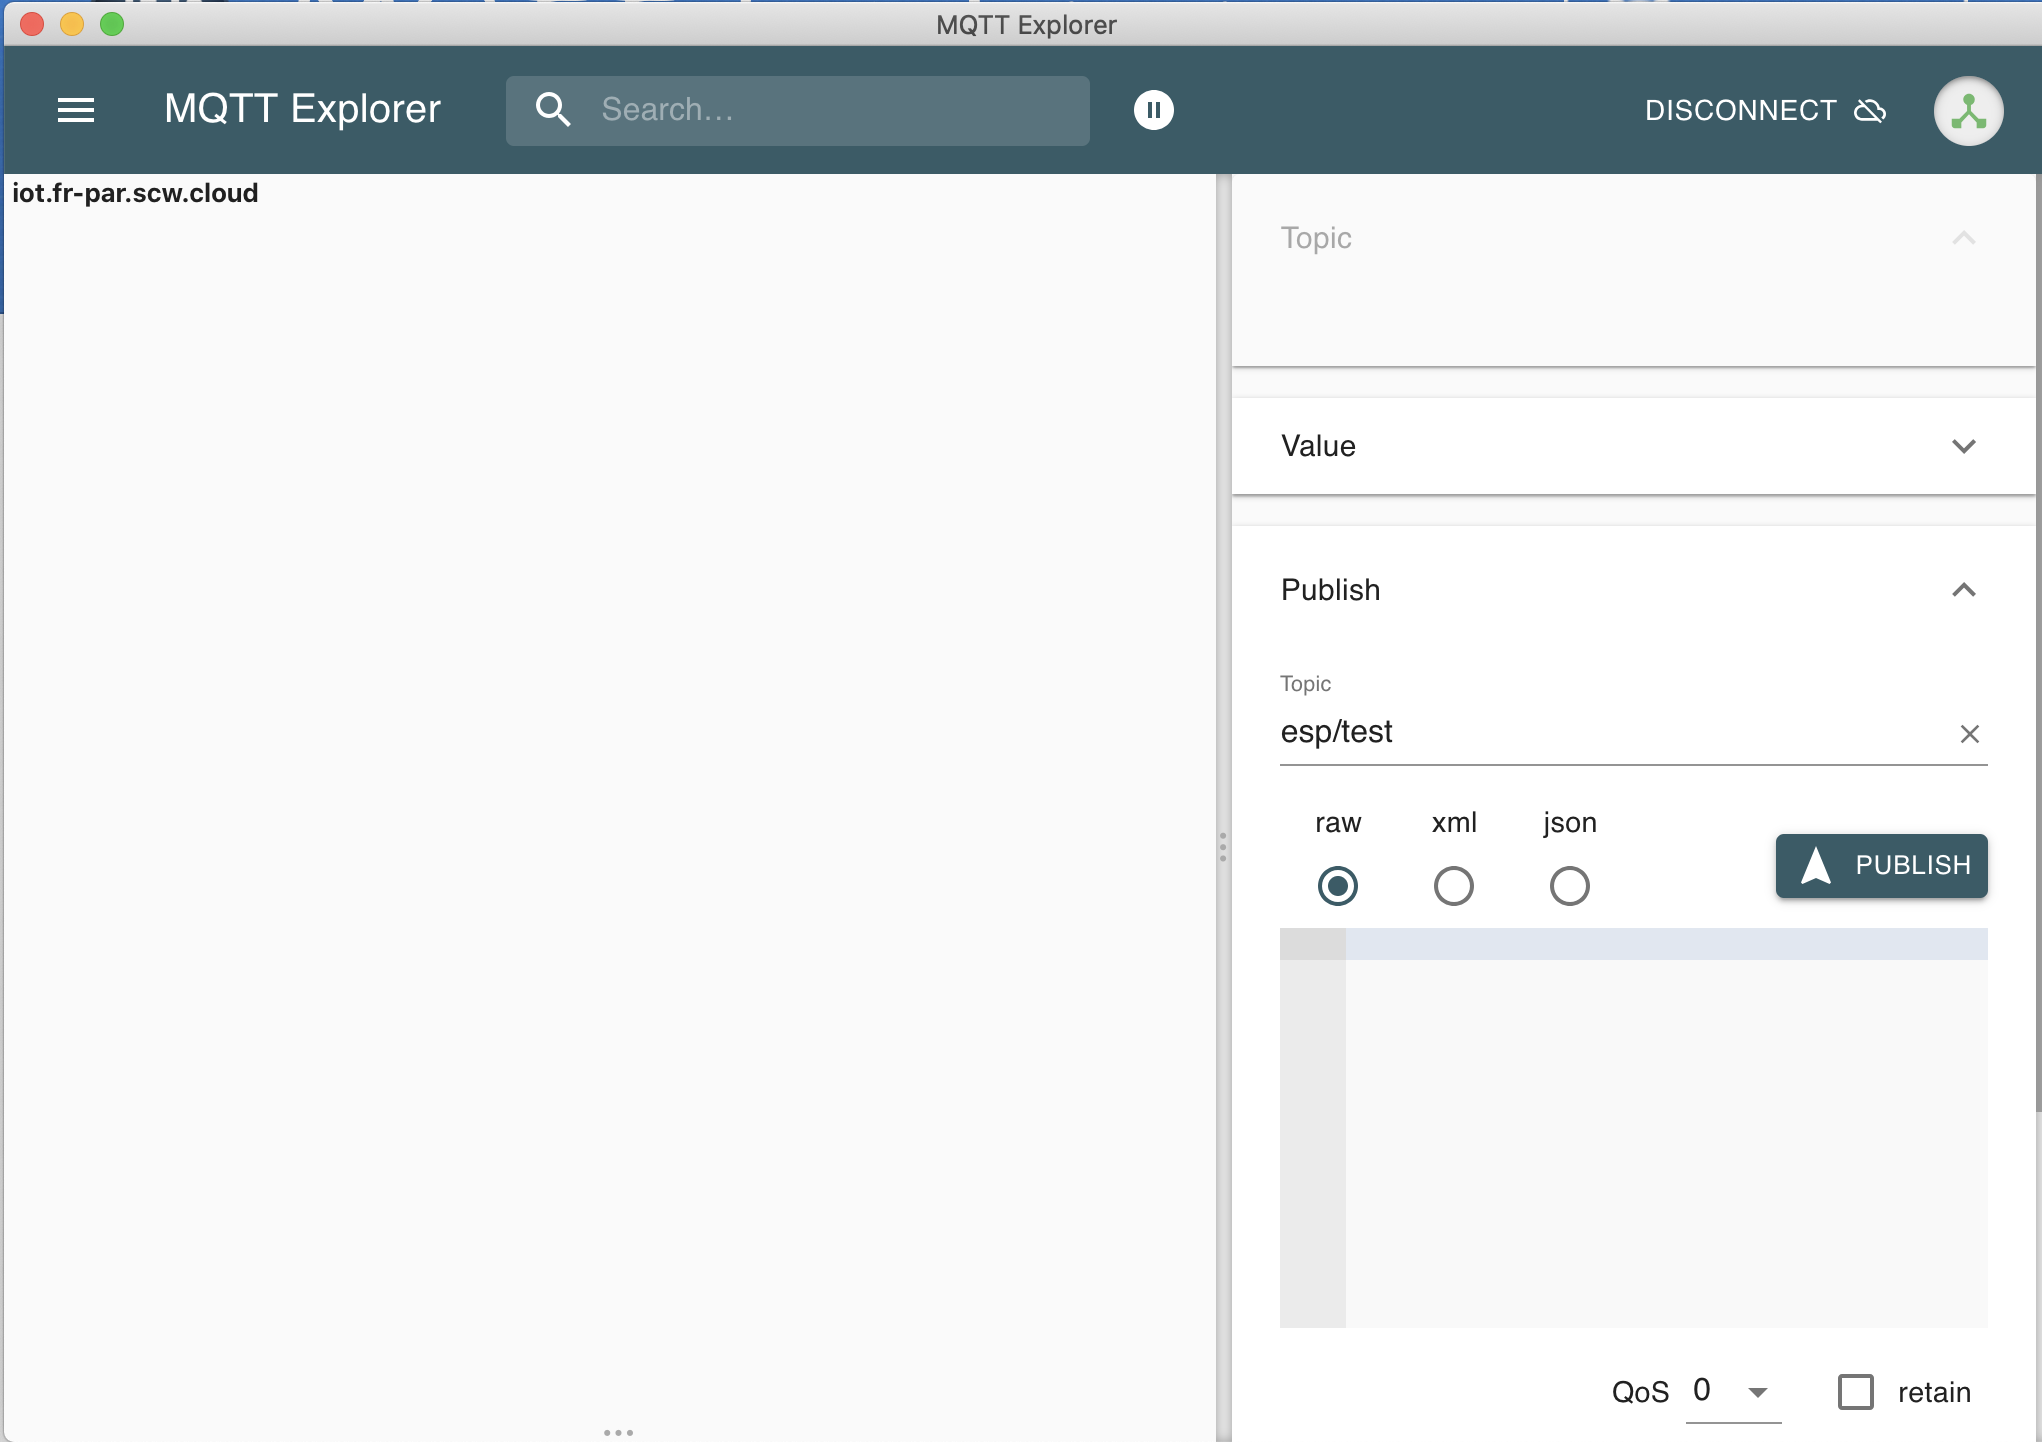 MQTT Explorer
MQTT Explorer
Search...
DISCONNECT
iot.fr-par.scw.cloud
Topic
Value
Publish
Topic
esp/test
raw xml json
PUBLISH
QoS 0 retain